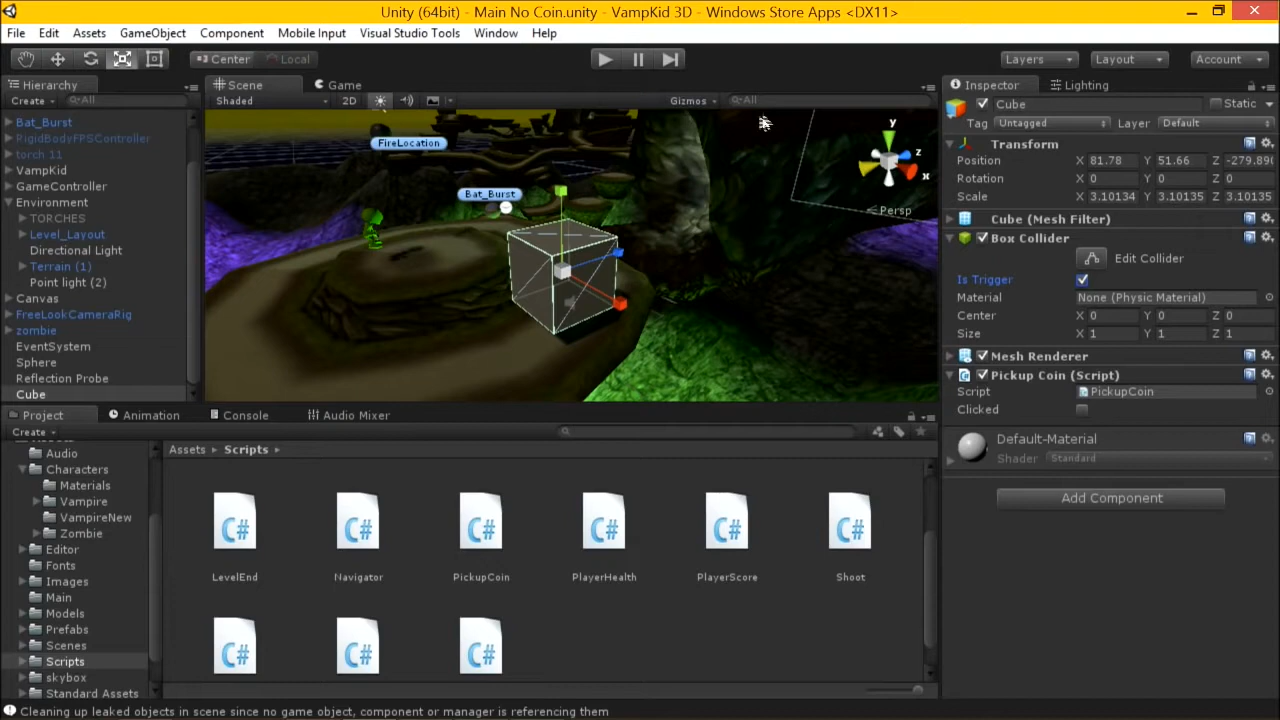 Unity (64bit) - Main No Coin.unity - VampKid 3D - Windows Store Apps <DX11>
File Edit Assets GameObject Component Mobile Input Visual Studio Tools Window Help
Center Local Layers Layout Account
Hierarchy
Create All
Bat_Burst
RigidBodyFPSController
torch 11
VampKid
GameController
Environment
TORCHES
Level_Layout
Directional Light
Terrain (1)
Point light (2)
Canvas
FreeLookCameraRig
zombie
EventSystem
Sphere
Reflection Probe
Cube
Scene Game
Shaded 2D Gizmos All
FireLocation
Bat_Burst
y
z
x
Persp
Inspector Lighting
Cube Static
Tag Untagged Layer Default
Transform
Position X 81.78 Y 51.66 Z -279.890
Rotation X 0 Y 0 Z 0
Scale X 3.10134 Y 3.10135 Z 3.10135
Cube (Mesh Filter)
Box Collider
Edit Collider
Is Trigger
Material None (Physic Material)
Center X 0 Y 0 Z 0
Size X 1 Y 1 Z 1
Mesh Renderer
Pickup Coin (Script)
Script PickupCoin
Clicked
Default-Material
Shader Standard
Add Component
Project Animation Console Audio Mixer
Create
Audio
Characters
Materials
Vampire
VampireNew
Zombie
Editor
Fonts
Images
Main
Models
Prefabs
Scenes
Scripts
skybox
Standard Assets
Assets Scripts
C# C# C# C# C# C#
LevelEnd Navigator PickupCoin PlayerHealth PlayerScore Shoot
C# C# C#
Cleaning up leaked objects in scene since no game object, component or manager is referencing them